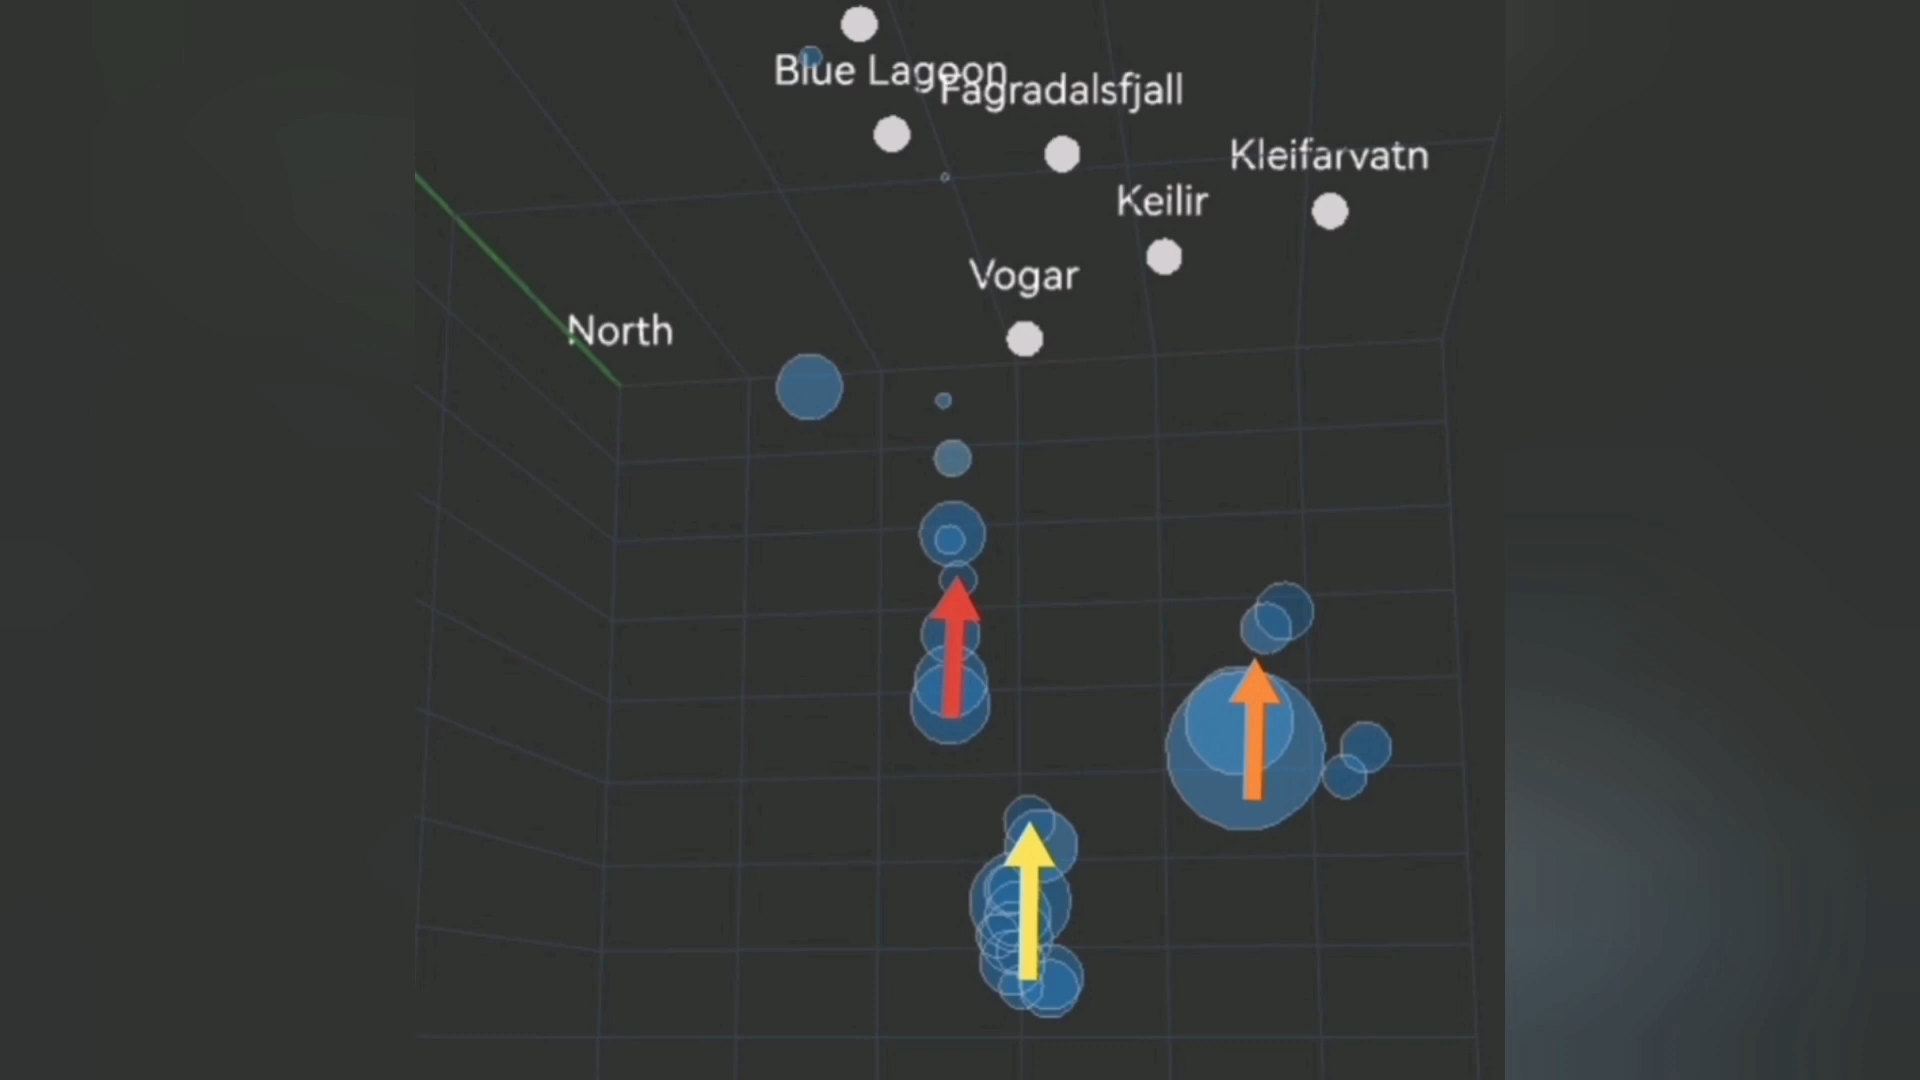 Blue Lagoon
Fagradalsfjall
Kleifarvatn
Keilir
Vogar
North